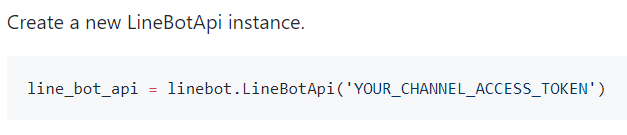 Create a new LineBotApi instance.
line_bot_api = linebot.LineBotApi('YOUR_CHANNEL_ACCESS_TOKEN')